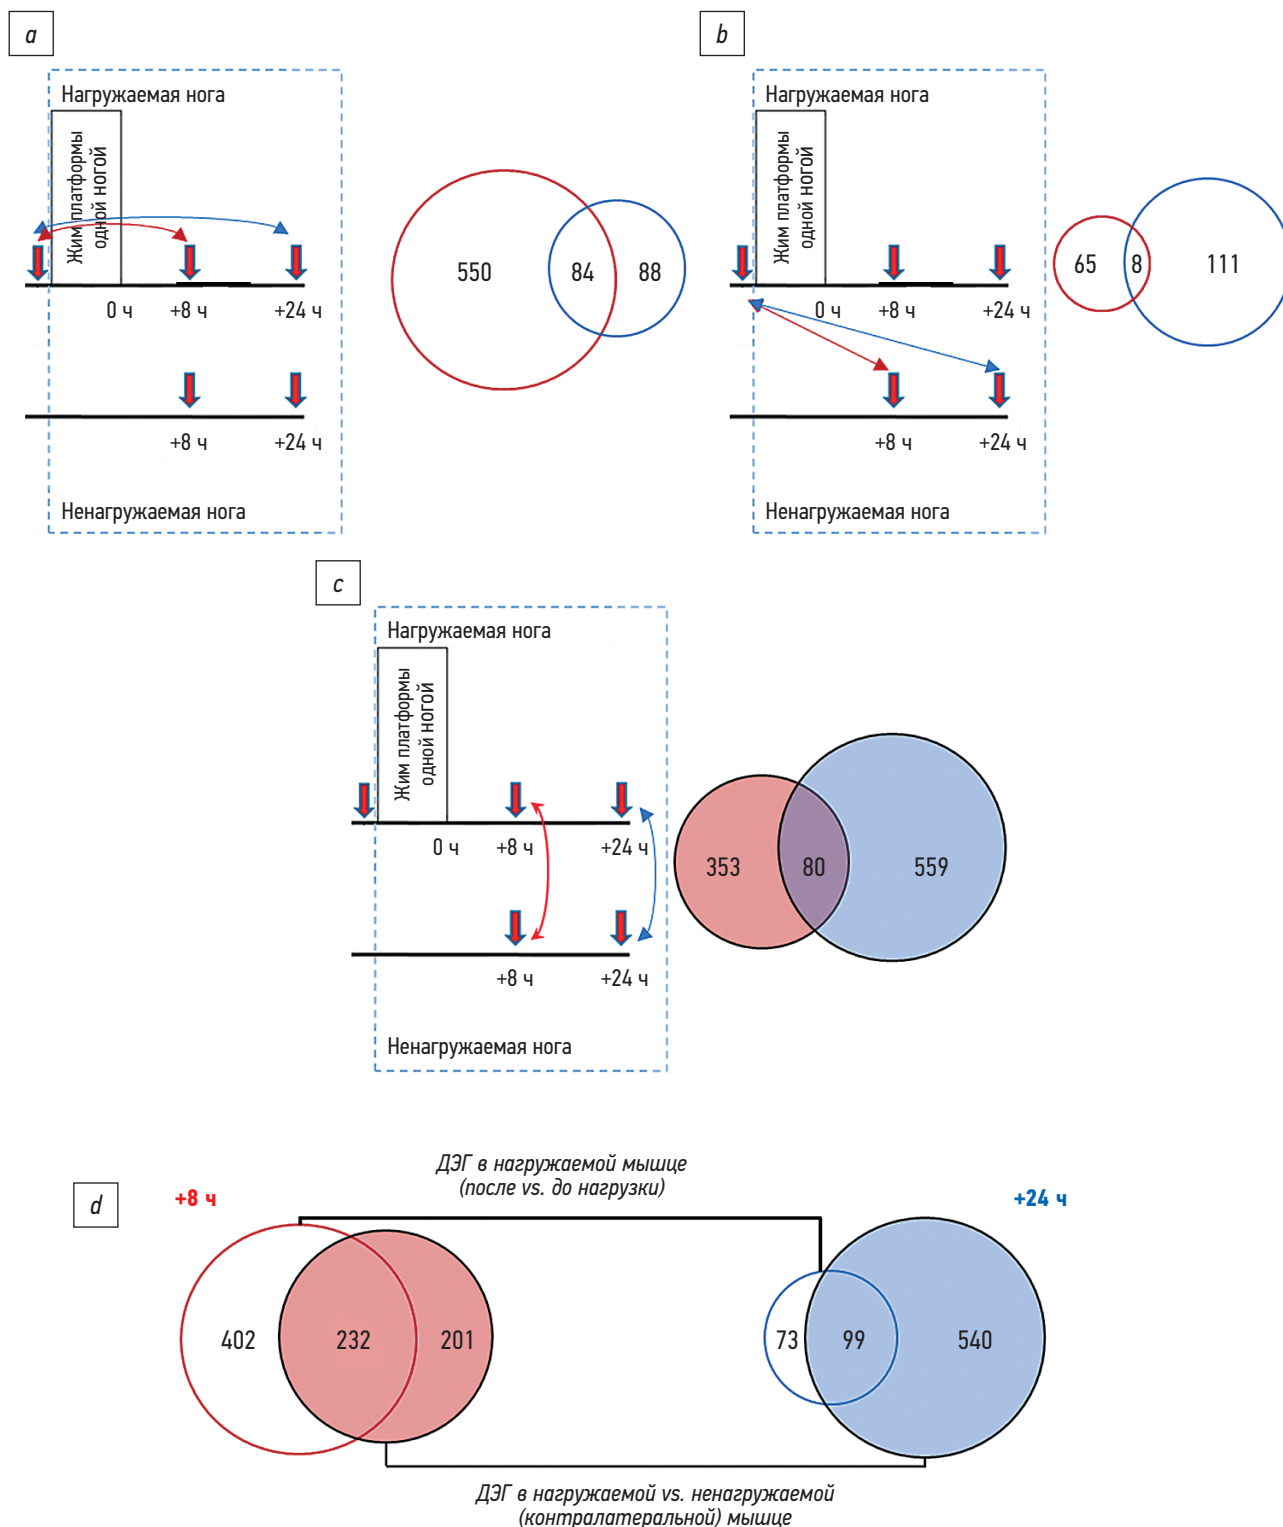 a
Нагружаемая нога
Жим платформы
одной ногой
0 ч
+8 ч
+24 ч
+8 ч
+24 ч
Ненагружаемая нога
550
84
88
b
Нагружаемая нога
Жим платформы
одной ногой
0 ч
+8 ч
+24 ч
+8 ч
+24 ч
Ненагружаемая нога
65
8
111
c
Нагружаемая нога
Жим платформы
одной ногой
0 ч
+8 ч
+24 ч
+8 ч
+24 ч
Ненагружаемая нога
353
80
559
d
+8 ч
ДЭГ в нагружаемой мышце
(после vs. до нагрузки)
+24 ч
402
232
201
73
99
540
ДЭГ в нагружаемой vs. ненагружаемой
(контралатеральной) мышце